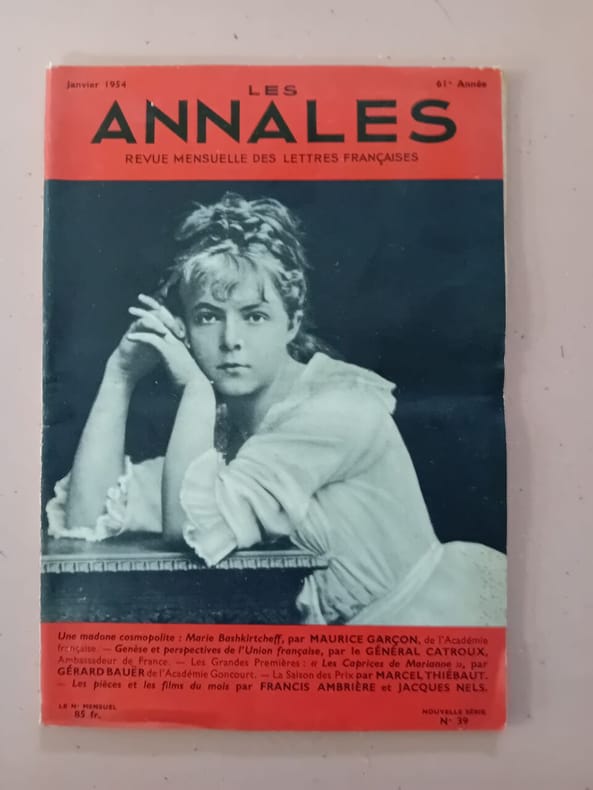 Janvier 1954
61e Année
LES
ANNALES
REVUE MENSUELLE DES LETTRES FRANÇAISES
Une madone cosmopolite : Marie Bashkirtcheff, par MAURICE GARÇON, de l'Académie
française. — Genèse et perspectives de l'Union française, par le GÉNÉRAL CATROUX,
Ambassadeur de France. — Les Grandes Premières : « Les Caprices de Marianne », par
GÉRARD BAUËR de l'Académie Goncourt. — La Saison des Prix par MARCEL THIÉBAUT.
— Les pièces et les films du mois par FRANCIS AMBRIÈRE et JACQUES NELS.
LE No MENSUEL
85 fr.
NOUVELLE SÉRIE
No 39